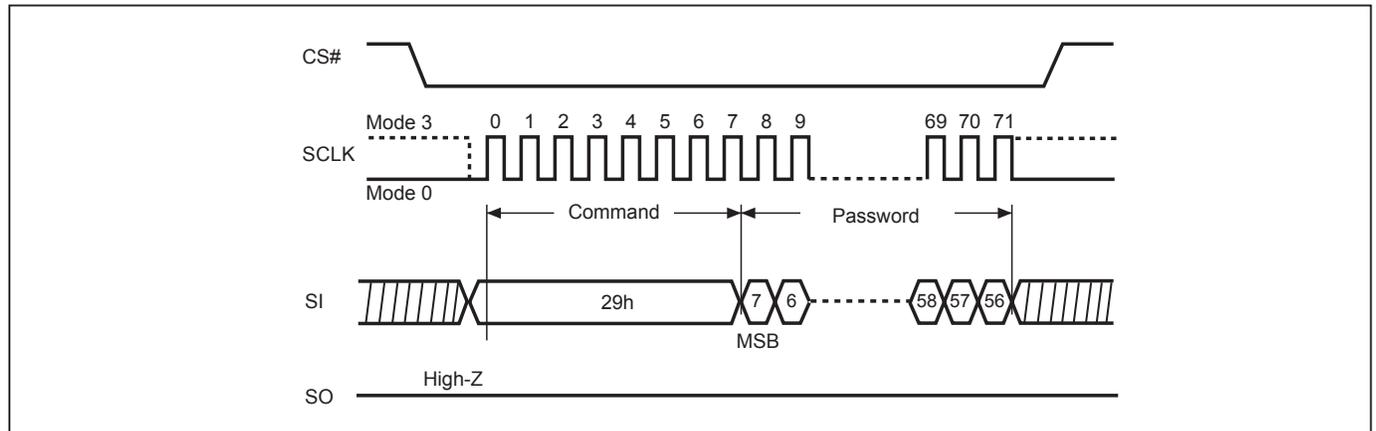 CS#
Mode 3
0 1 2 3 4 5 6 7 8 9 69 70 71
SCLK
Mode 0
Command Password
SI 29h 7 6 58 57 56
MSB
High-Z
SO